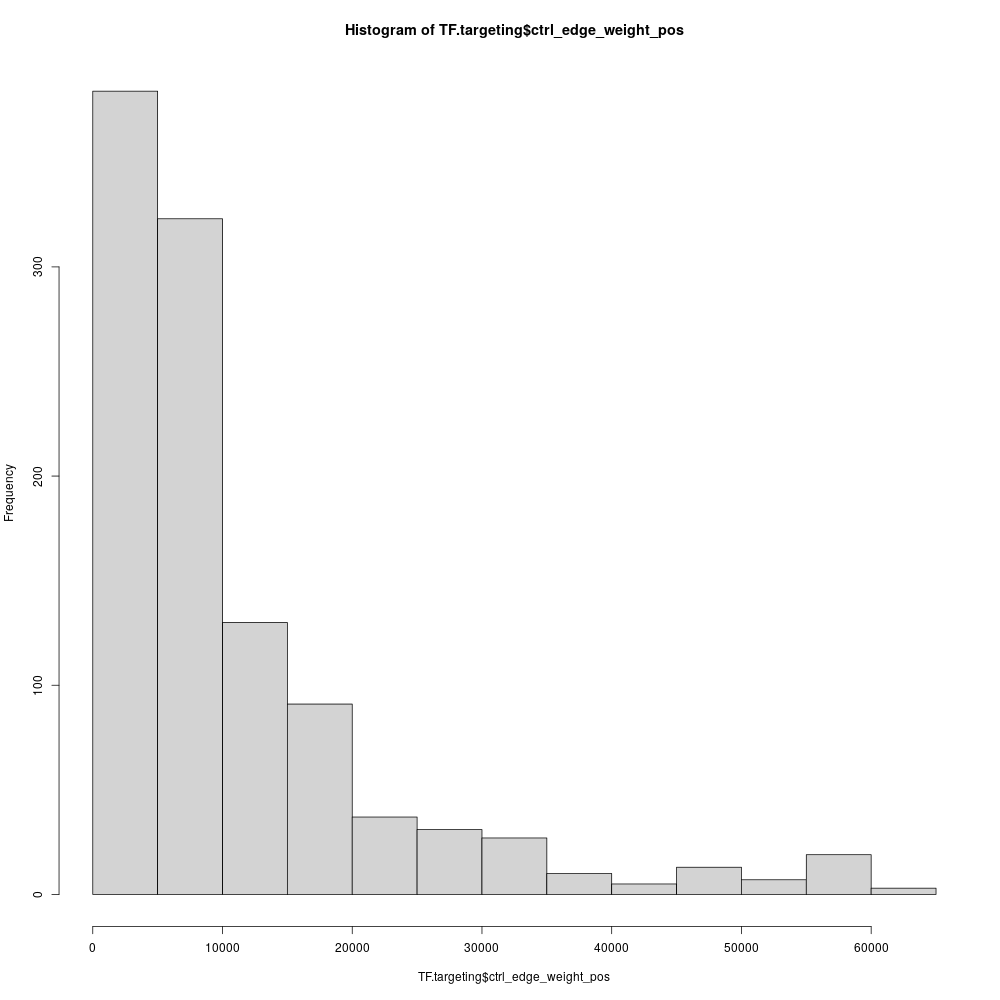 Histogram of TF.targeting$ctrl_edge_weight_pos
Frequency
300
200
100
0
0 10000 20000 30000 40000 50000 60000
TF.targeting$ctrl_edge_weight_pos